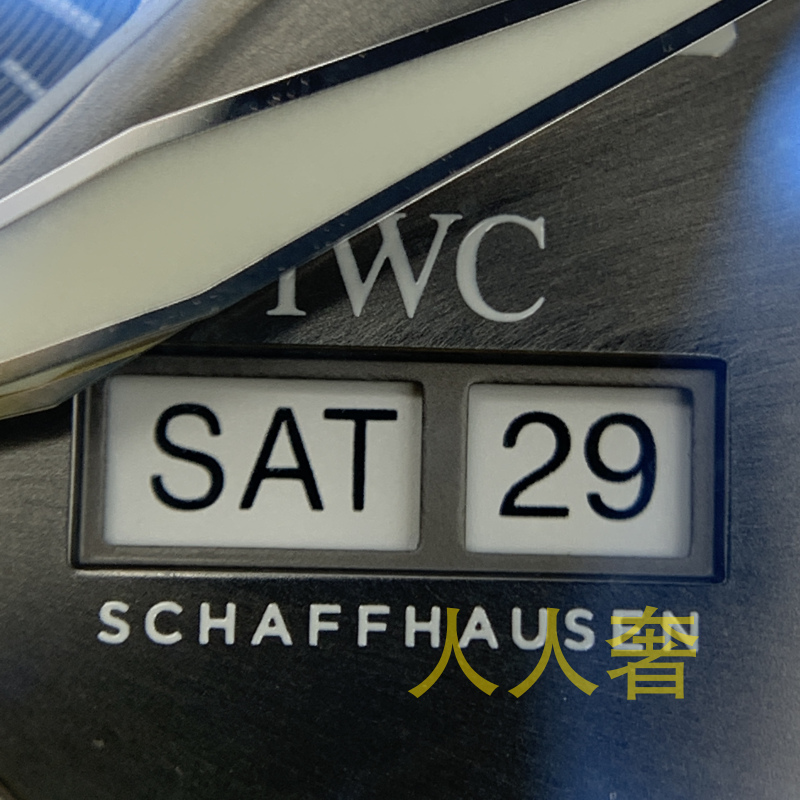 IWC
SAT 29
SCHAFFHAUSEN
人人奢